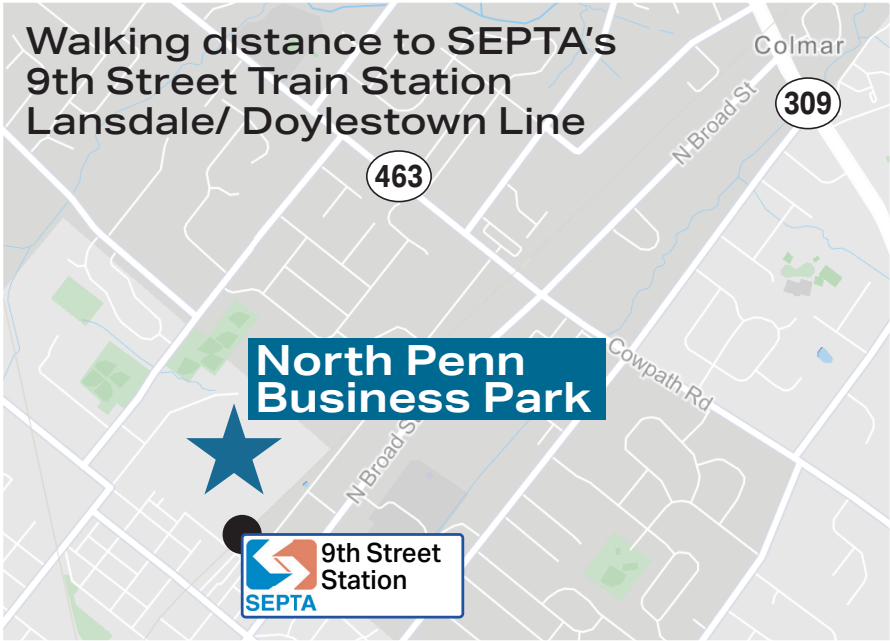 Walking distance to SEPTA's
9th Street Train Station
Lansdale/ Doylestown Line
Colmar
309
N Broad St
463
North Penn
Business Park
Cowpath Rd
N Broad S
9th Street
Station
SEPTA